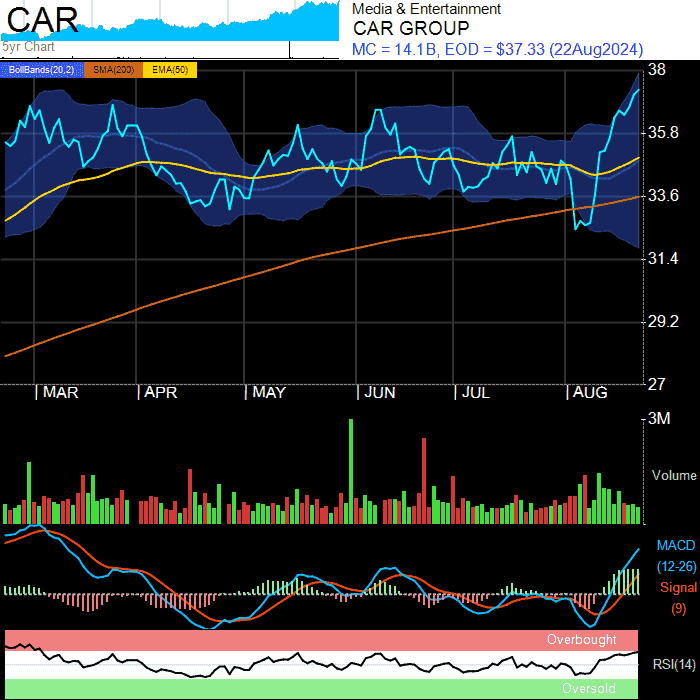 CAR
5yr Chart
Media & Entertainment
CAR GROUP
MC = 14.1B, EOD = $37.33 (22Aug2024)
BollBands(20,2) SMA(200) EMA(50)
38
35.8
33.6
31.4
29.2
27
MAR APR MAY JUN JUL AUG
3M
Volume
MACD
(12-26)
Signal
(9)
Overbought
RSI(14)
Oversold